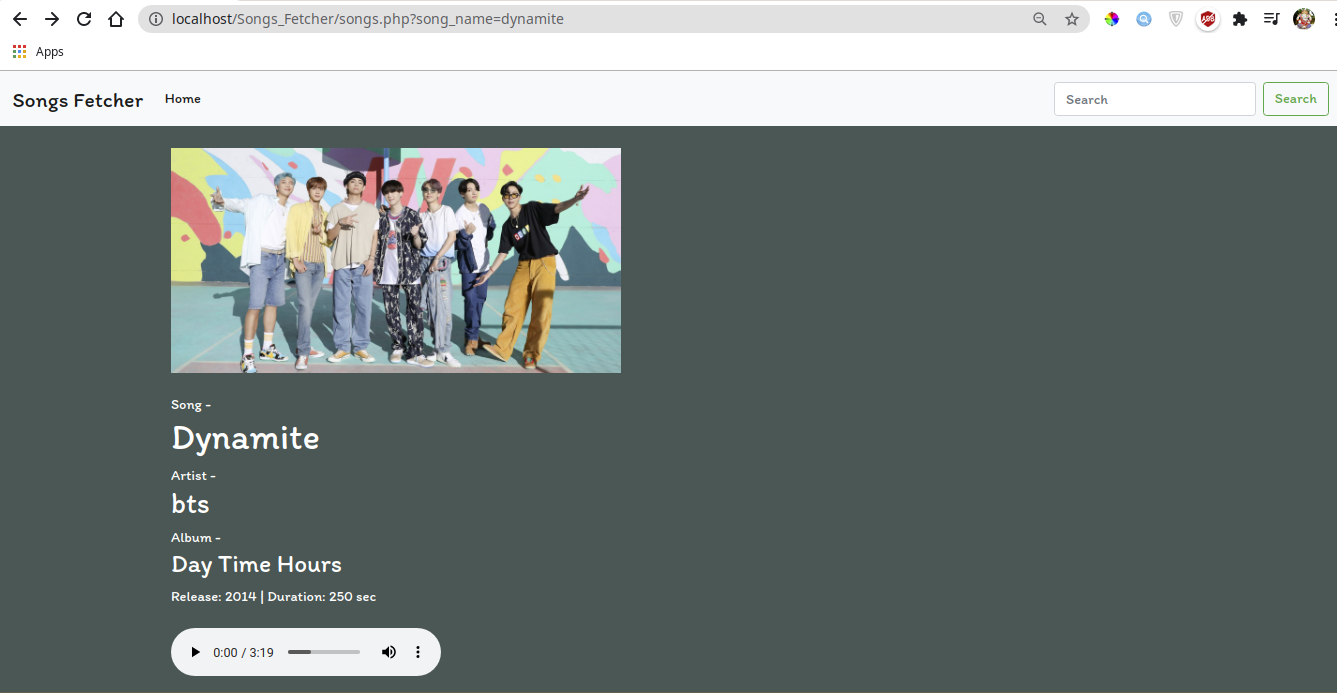 localhost/Songs_Fetcher/songs.php?song_name=dynamite
ABP
Apps
Songs Fetcher Home Search Search
Song -
Dynamite
Artist -
bts
Album -
Day Time Hours
Release: 2014 | Duration: 250 sec
0:00 / 3:19